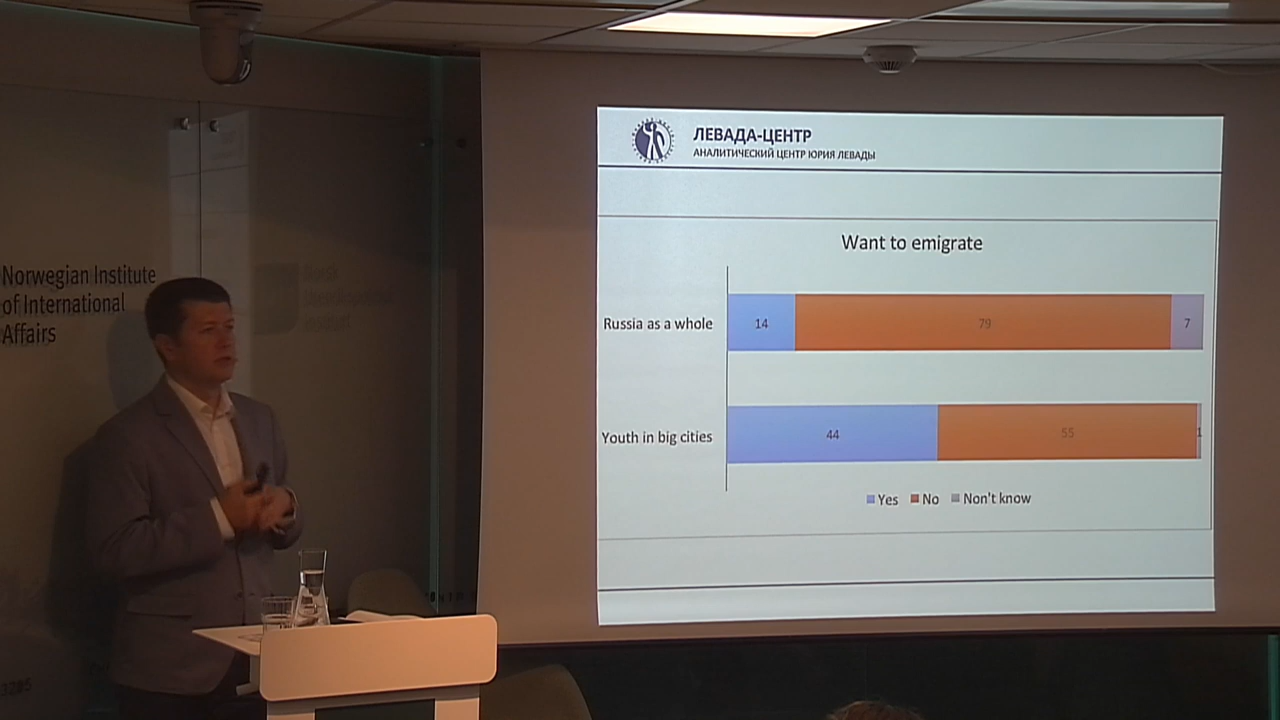 Norwegian Institute
of International
Affairs
ЛЕВАДА-ЦЕНТР
АНАЛИТИЧЕСКИЙ ЦЕНТР ЮРИЯ ЛЕВАДЫ
Want to emigrate
Russia as a whole 14 79 7
Youth in big cities 44 55 1
Yes No Non't know